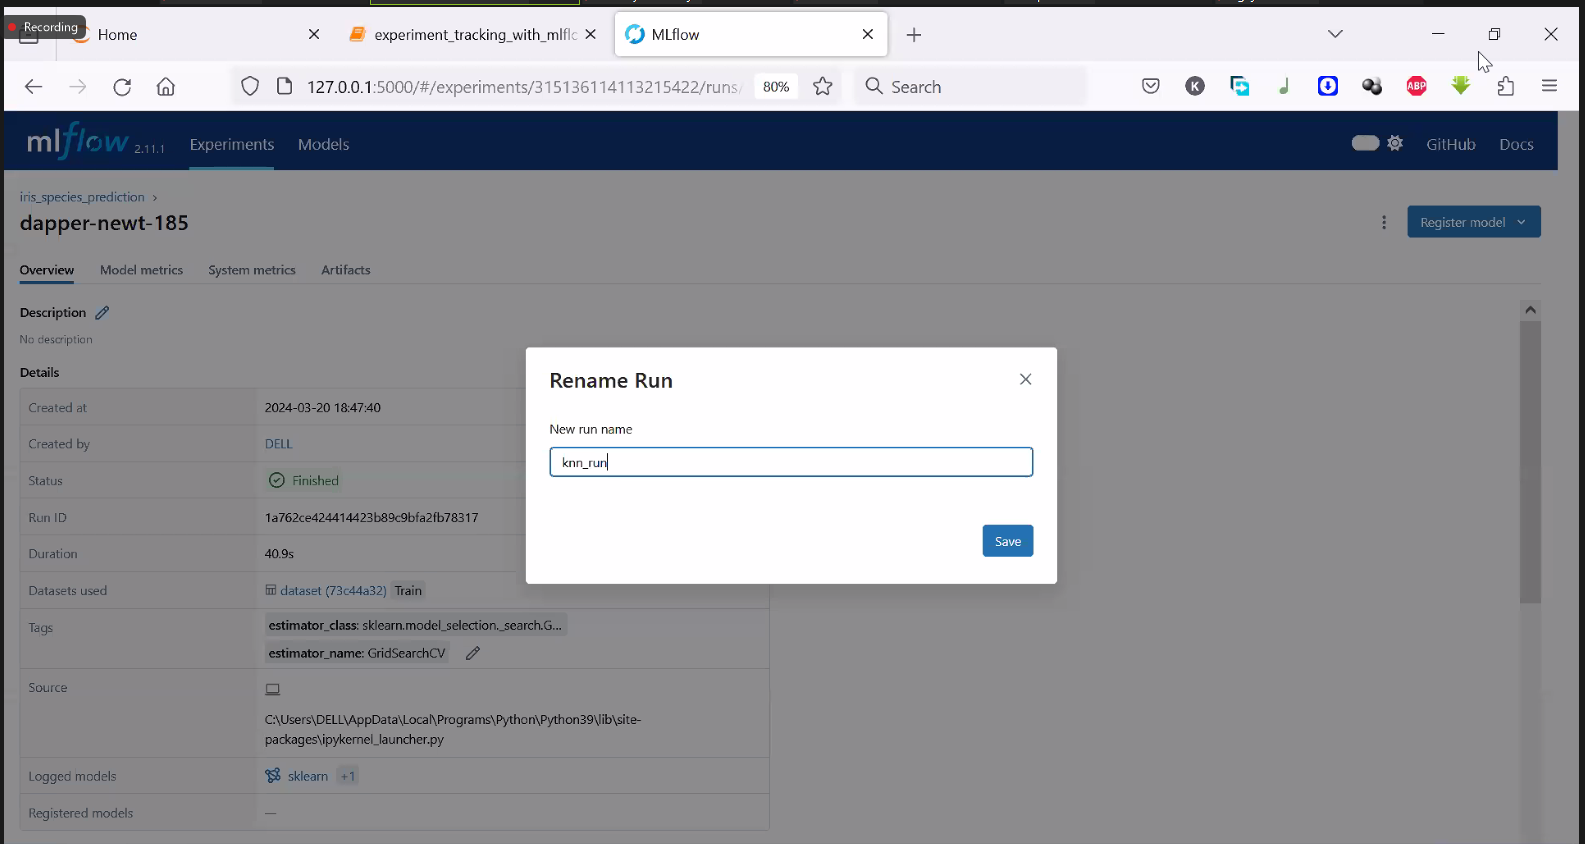 Recording
Home
experiment_tracking_with_mlflc
MLflow
127.0.0.1:5000/#/experiments/315136114113215422/runs/
80%
Search
K
ABP
mlflow 2.11.1
Experiments
Models
GitHub
Docs
iris_species_prediction >
dapper-newt-185
Register model
Overview
Model metrics
System metrics
Artifacts
Description
No description
Details
Created at
2024-03-20 18:47:40
Created by
DELL
Status
Finished
Run ID
1a762ce424414423b89c9bfa2fb78317
Duration
40.9s
Datasets used
dataset (73c44a32) Train
Tags
estimator_class: sklearn.model_selection._search.G...
estimator_name: GridSearchCV
Source
C:\Users\DELL\AppData\Local\Programs\Python\Python39\lib\site-
packages\ipykernel_launcher.py
Logged models
sklearn +1
Registered models
—
Rename Run
New run name
knn_run
Save